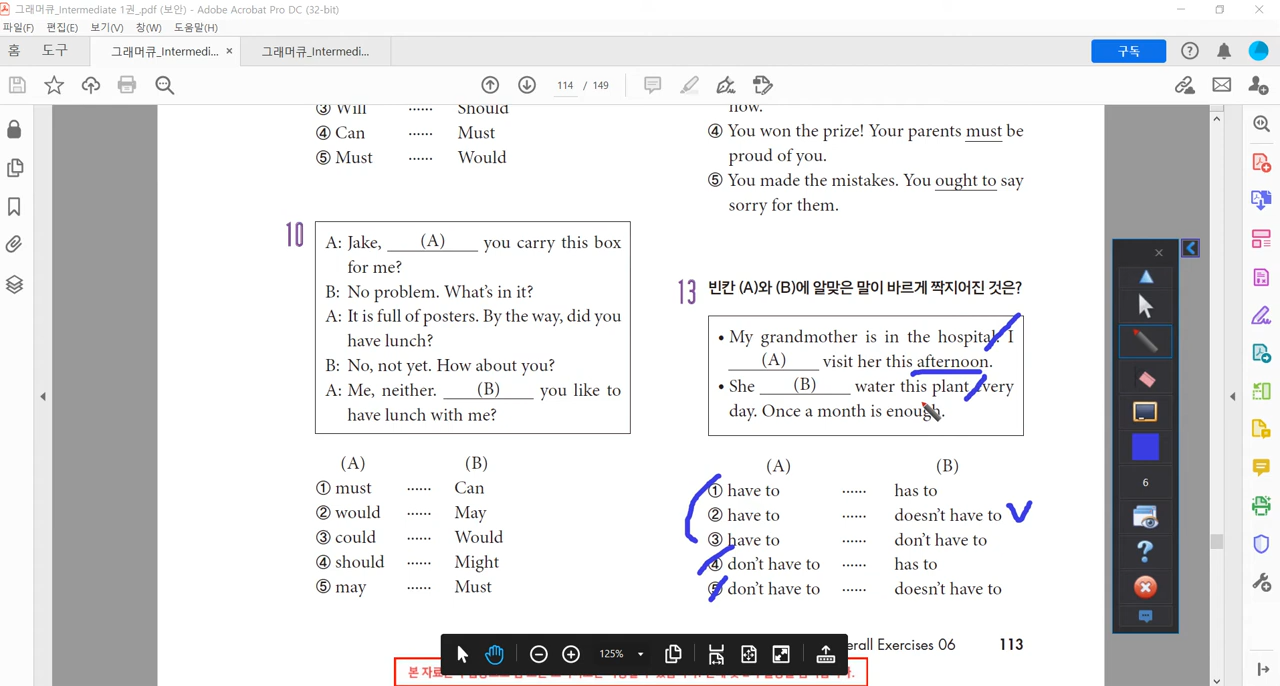 그래머큐_Intermediate 1권_.pdf (보안) - Adobe Acrobat Pro DC (32-bit)
파일(F) 편집(E) 보기(V) 창(W) 도움말(H)
홈 도구 그래머큐_Intermedi... × 그래머큐_Intermedi... 구독
114 / 149
③ Will ...... Should
④ Can ...... Must
⑤ Must ...... Would
10
A: Jake, (A) you carry this box
for me?
B: No problem. What's in it?
A: It is full of posters. By the way, did you
have lunch?
B: No, not yet. How about you?
A: Me, neither. (B) you like to
have lunch with me?
(A) (B)
① must ...... Can
② would ...... May
③ could ...... Would
④ should ...... Might
⑤ may ...... Must
now.
④ You won the prize! Your parents must be
proud of you.
⑤ You made the mistakes. You ought to say
sorry for them.
13 빈칸 (A)와 (B)에 알맞은 말이 바르게 짝지어진 것은?
• My grandmother is in the hospital. I
(A) visit her this afternoon.
• She (B) water this plant every
day. Once a month is enough.
(A) (B)
① have to ...... has to
② have to ...... doesn't have to
③ have to ...... don't have to
④ don't have to ...... has to
⑤ don't have to ...... doesn't have to
6
erall Exercises 06 113
125%